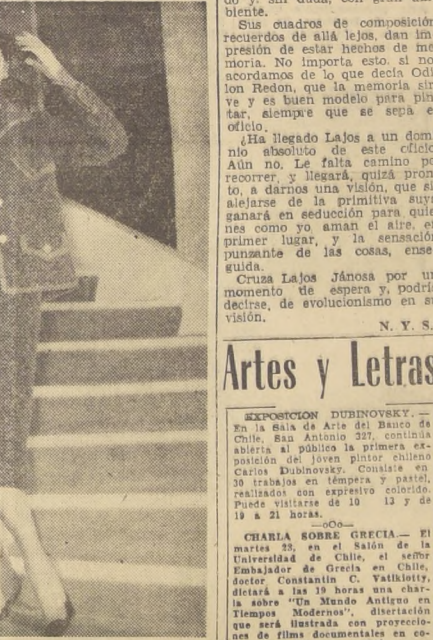 biente.
Sus cuadros de composición
recuerdos de allá lejos, dan im
presión de estar hechos de me
moria. No importa esto. si no
acordamos de lo que decía Odi
lon Redon, que la memoria sir
ve y es buen modelo para pin
tar, siempre que se sepa e
oficio.
¿Ha llegado Lajos a un dom
nio absoluto de este oficio
Aún no. Le falta camino po
recorrer, y llegará, quizá pron
to, a darnos una visión, que si
alejarse de la primitiva suya
ganará en seducción para quie
nes como yo, aman el aire, e
primer lugar, y la sensación
punzante de las cosas, ense
guida.
Cruza Lajos Jánosa por u
momento de espera y, podrí
decirse, de evolucionismo en s
visión.
N. Y. S.
Artes y Letras
EXPOSICION DUBINOVSKY. —
En la Sala de Arte del Banco de
Chile, San Antonio 327, continúa
abierta al público la primera ex-
posición del joven pintor chileno
Carlos Dubinovsky. Consiste en
30 trabajos en témpera y pastel,
realizados con expresivo colorido.
Puede visitarse de 10 13 y de
19 a 21 horas.
—oOo—
CHARLA SOBRE GRECIA.— El
martes 23, en el Salón de la
Universidad de Chile, el señor
Embajador de Grecia en Chile,
doctor Constantin C. Vatikiotty,
dictará a las 19 horas una char-
la sobre "Un Mundo Antiguo en
Tiempos Modernos", disertación
que será ilustrada con proyeccio-
nes de films documentales en co-